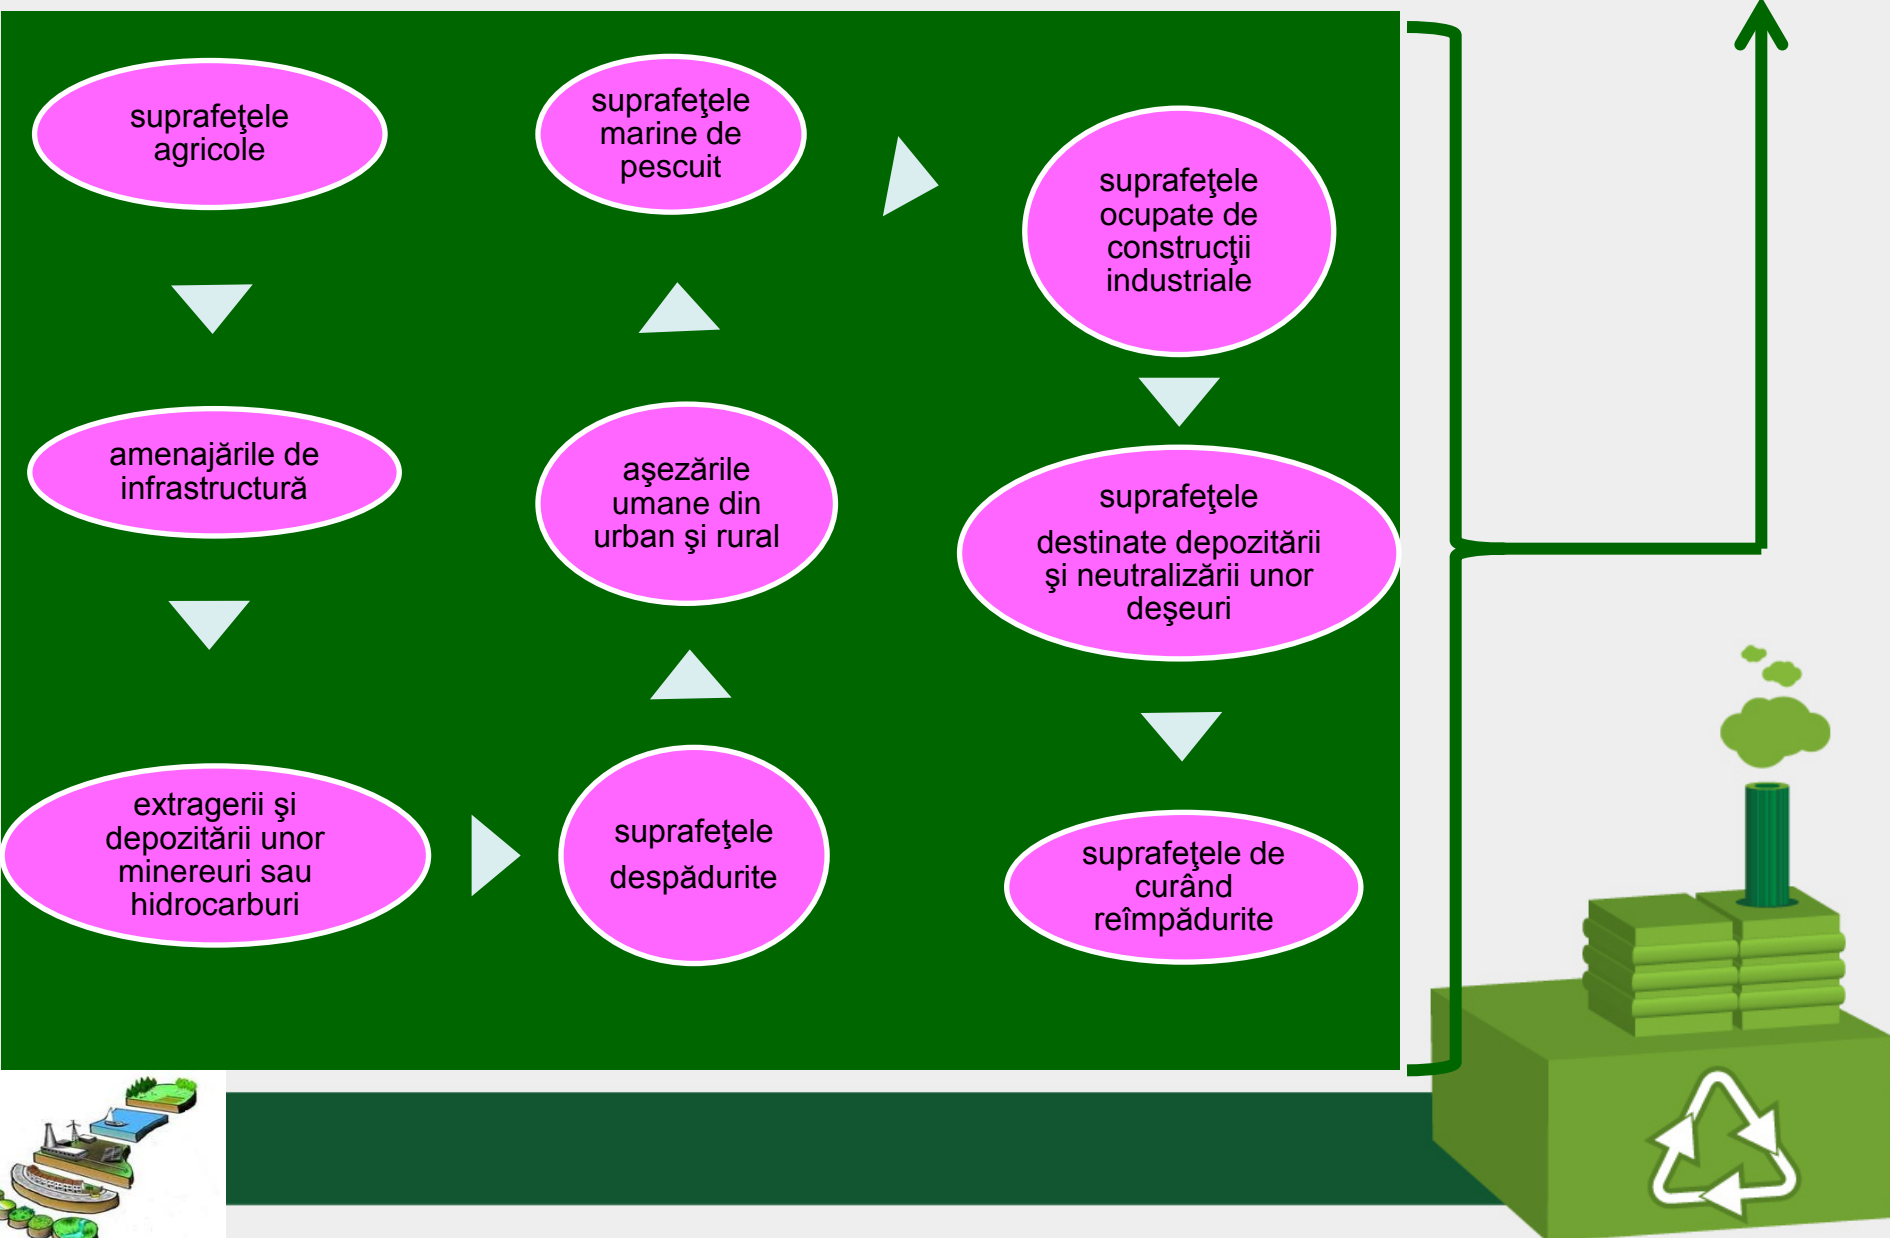 suprafeţele
agricole
amenajările de
infrastructură
extragerii şi
depozitării unor
minereuri sau
hidrocarburi
suprafeţele
despădurite
aşezările
umane din
urban şi rural
suprafeţele
marine de
pescuit
suprafeţele
ocupate de
construcţii
industriale
suprafeţele
destinate depozitării
şi neutralizării unor
deşeuri
suprafeţele de
curând
reîmpădurite